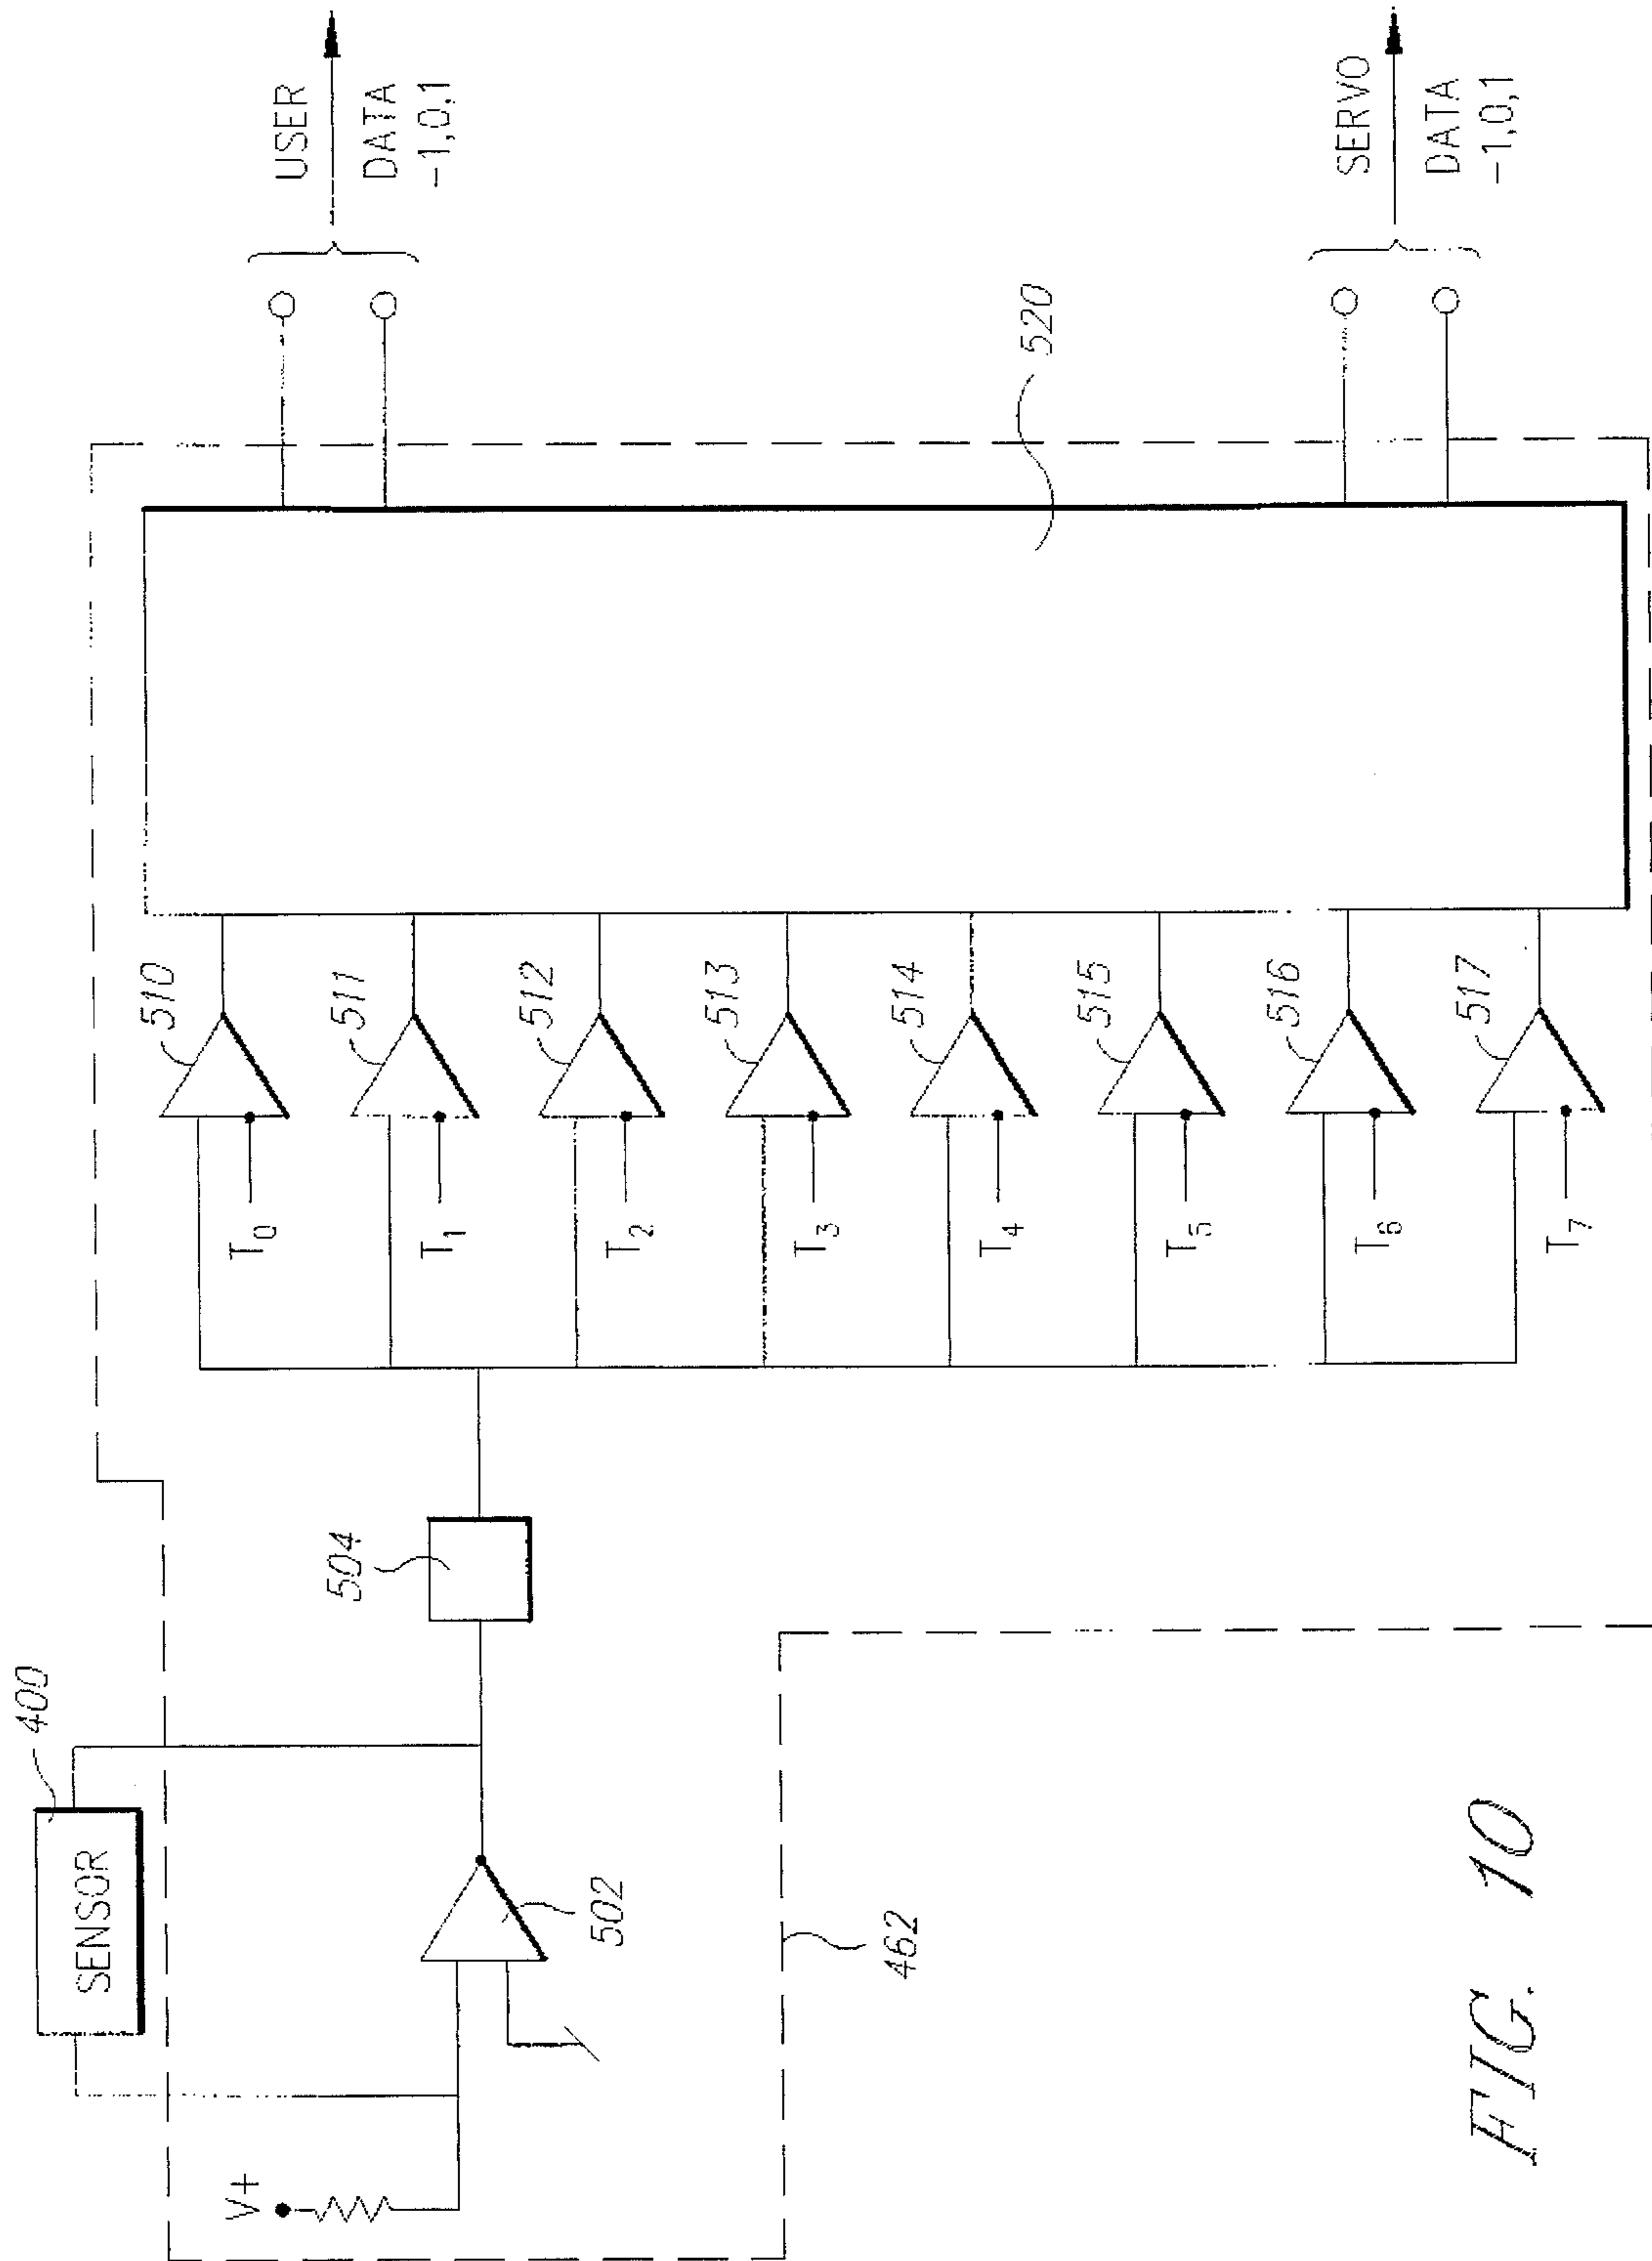 400
SENSOR
V+
502
504
462
510
511
512
513
514
515
516
517
T0
T1
T2
T3
T4
T5
T6
T7
520
USER
DATA
-1,0,1
SERVO
DATA
-1,0,1
FIG. 10